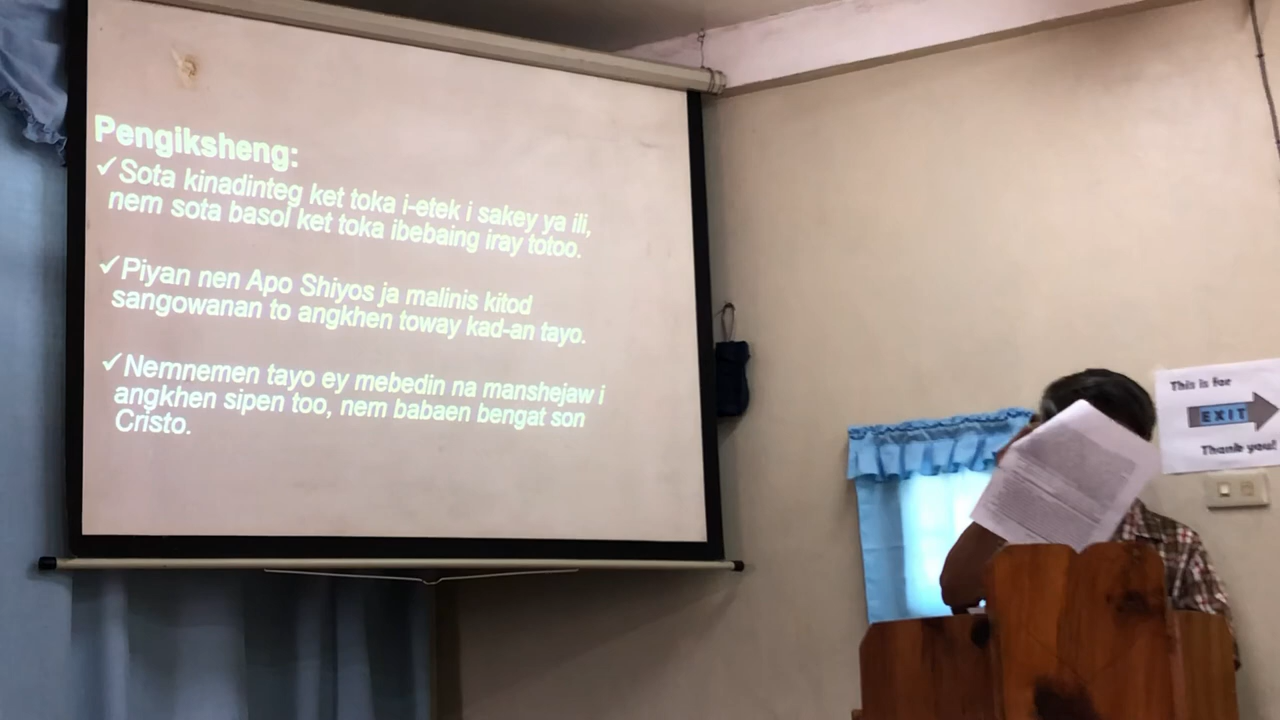 Pengiksheng:
✓Sota kinadinteg ket toka i-etek i sakey ya ili,
nem sota basol ket toka ibebaing iray totoo.
✓Piyan nen Apo Shiyos ja malinis kitod
sangowanan to angkhen toway kad-an tayo.
✓Nemnemen tayo ey mebedin na manshejaw i
angkhen sipen too, nem babaen bengat son
Cristo.
This is for
EXIT
Thank you!